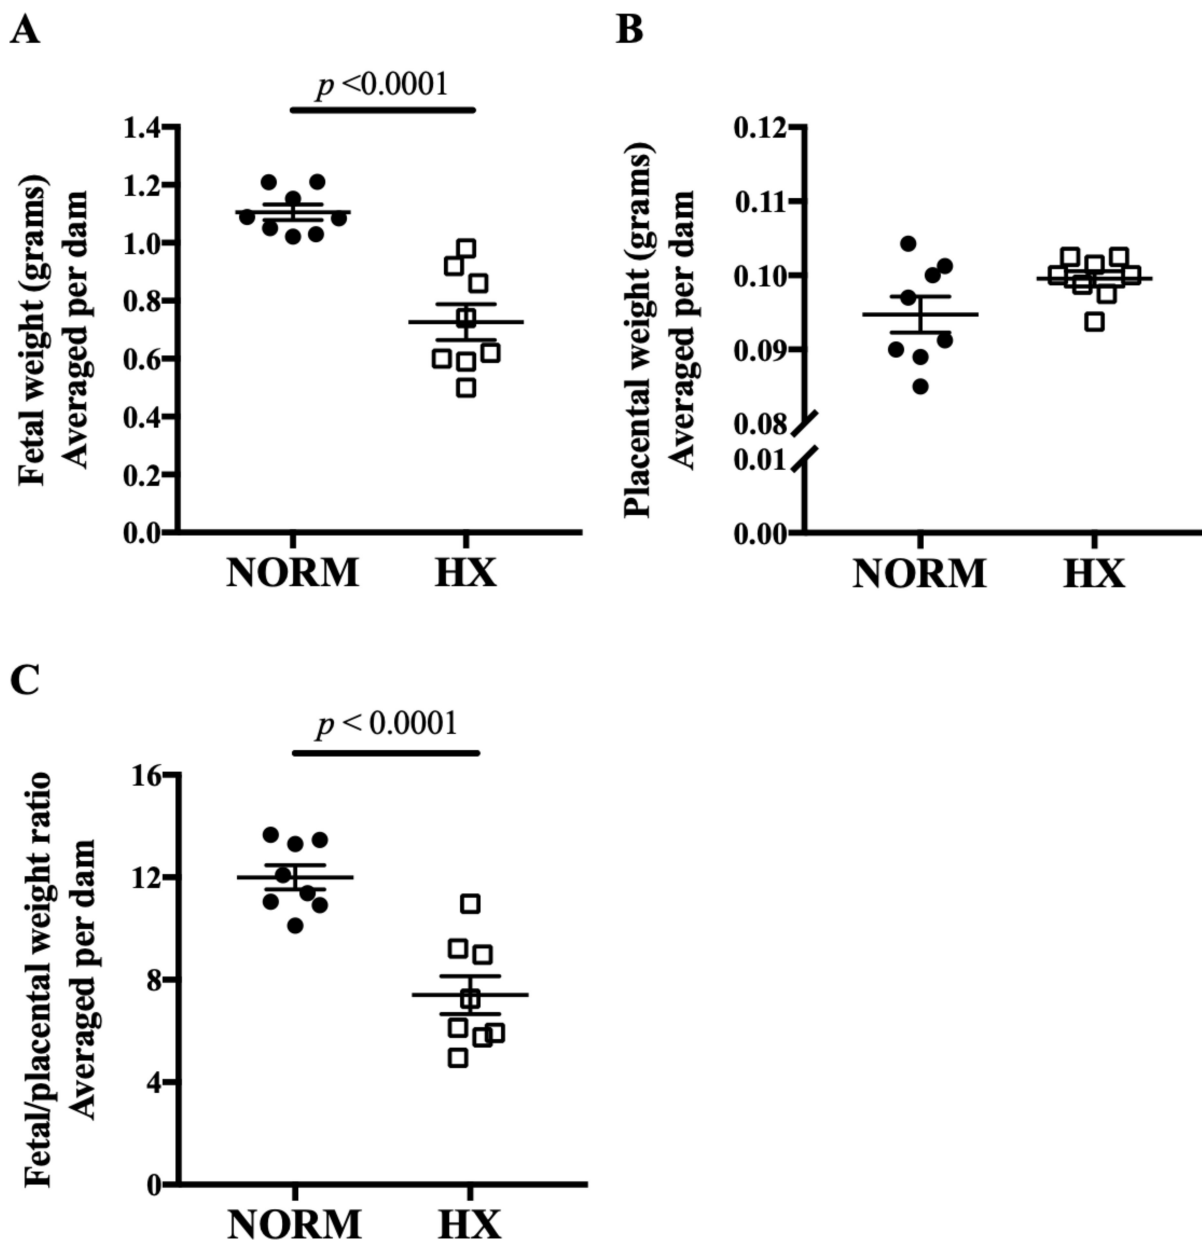 A
p <0.0001
Fetal weight (grams)
Averaged per dam
1.4
1.2
1.0
0.8
0.6
0.4
0.2
0.0
NORM HX
B
Placental weight (grams)
Averaged per dam
0.12
0.11
0.10
0.09
0.08
0.01
0.00
NORM HX
C
p < 0.0001
Fetal/placental weight ratio
Averaged per dam
16
12
8
4
0
NORM HX